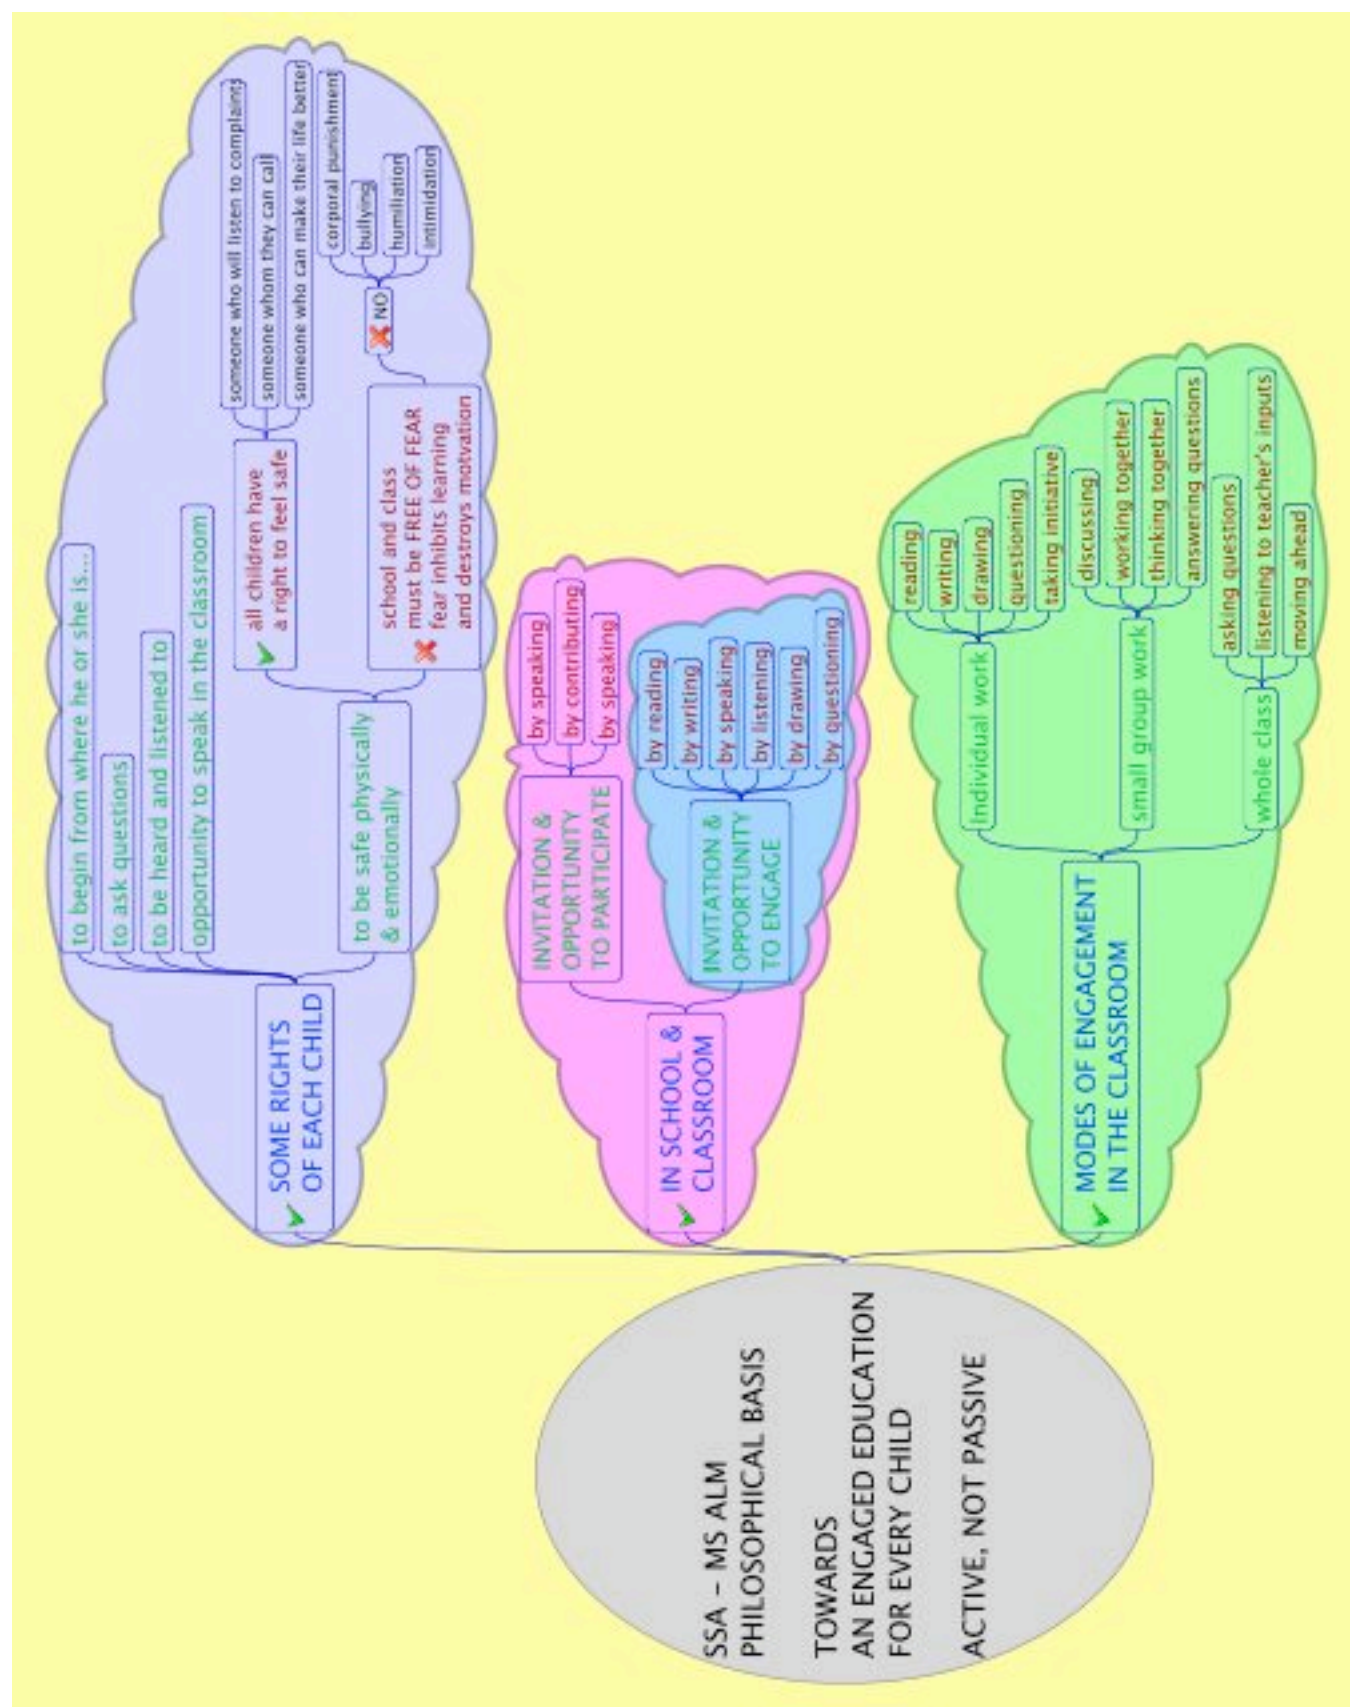 SSA – MS ALM
PHILOSOPHICAL BASIS
TOWARDS
AN ENGAGED EDUCATION
FOR EVERY CHILD
ACTIVE, NOT PASSIVE
SOME RIGHTS
OF EACH CHILD
to begin from where he or she is...
to ask questions
to be heard and listened to
opportunity to speak in the classroom
to be safe physically
& emotionally
all children have
a right to feel safe
someone who will listen to complaints
someone whom they can call
someone who can make their life better
school and class
must be FREE OF FEAR
fear inhibits learning
and destroys motvation
NO
corporal punishment
bullying
humiliation
intimidation
IN SCHOOL &
CLASSROOM
INVITATION &
OPPORTUNITY
TO PARTICIPATE
by speaking
by contributing
by speaking
INVITATION &
OPPORTUNITY
TO ENGAGE
by reading
by writing
by speaking
by listening
by drawing
by questioning
MODES OF ENGAGEMENT
IN THE CLASSROOM
individual work
reading
writing
drawing
questioning
taking initiative
small group work
discussing
working together
thinking together
answering questions
whole class
asking questions
listening to teacher's inputs
moving ahead